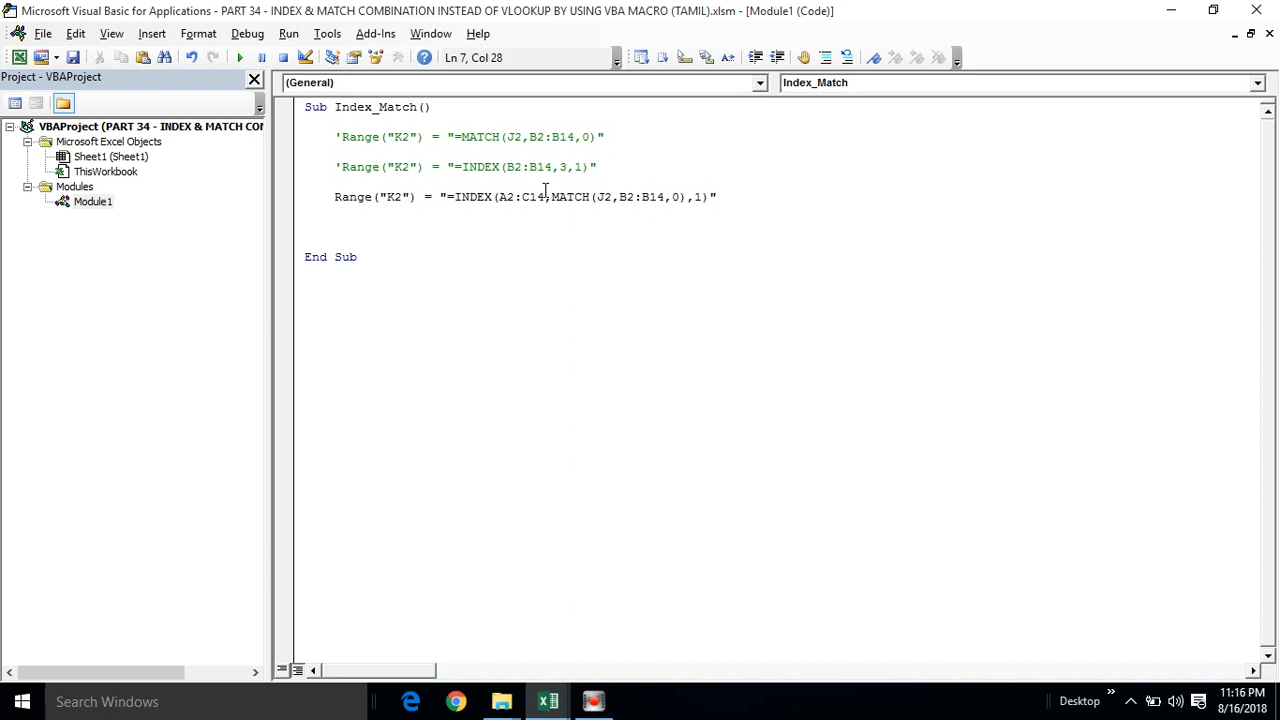 Microsoft Visual Basic for Applications - PART 34 - INDEX & MATCH COMBINATION INSTEAD OF VLOOKUP BY USING VBA MACRO (TAMIL).xlsm - [Module1 (Code)]
File Edit View Insert Format Debug Run Tools Add-Ins Window Help
Ln 7, Col 28
Project - VBAProject
(General)
Index_Match
VBAProject (PART 34 - INDEX & MATCH COM
Microsoft Excel Objects
Sheet1 (Sheet1)
ThisWorkbook
Modules
Module1
Sub Index_Match()
'Range("K2") = "=MATCH(J2,B2:B14,0)"
'Range("K2") = "=INDEX(B2:B14,3,1)"
Range("K2") = "=INDEX(A2:C14,MATCH(J2,B2:B14,0),1)"
End Sub
Search Windows
Desktop
11:16 PM
8/16/2018